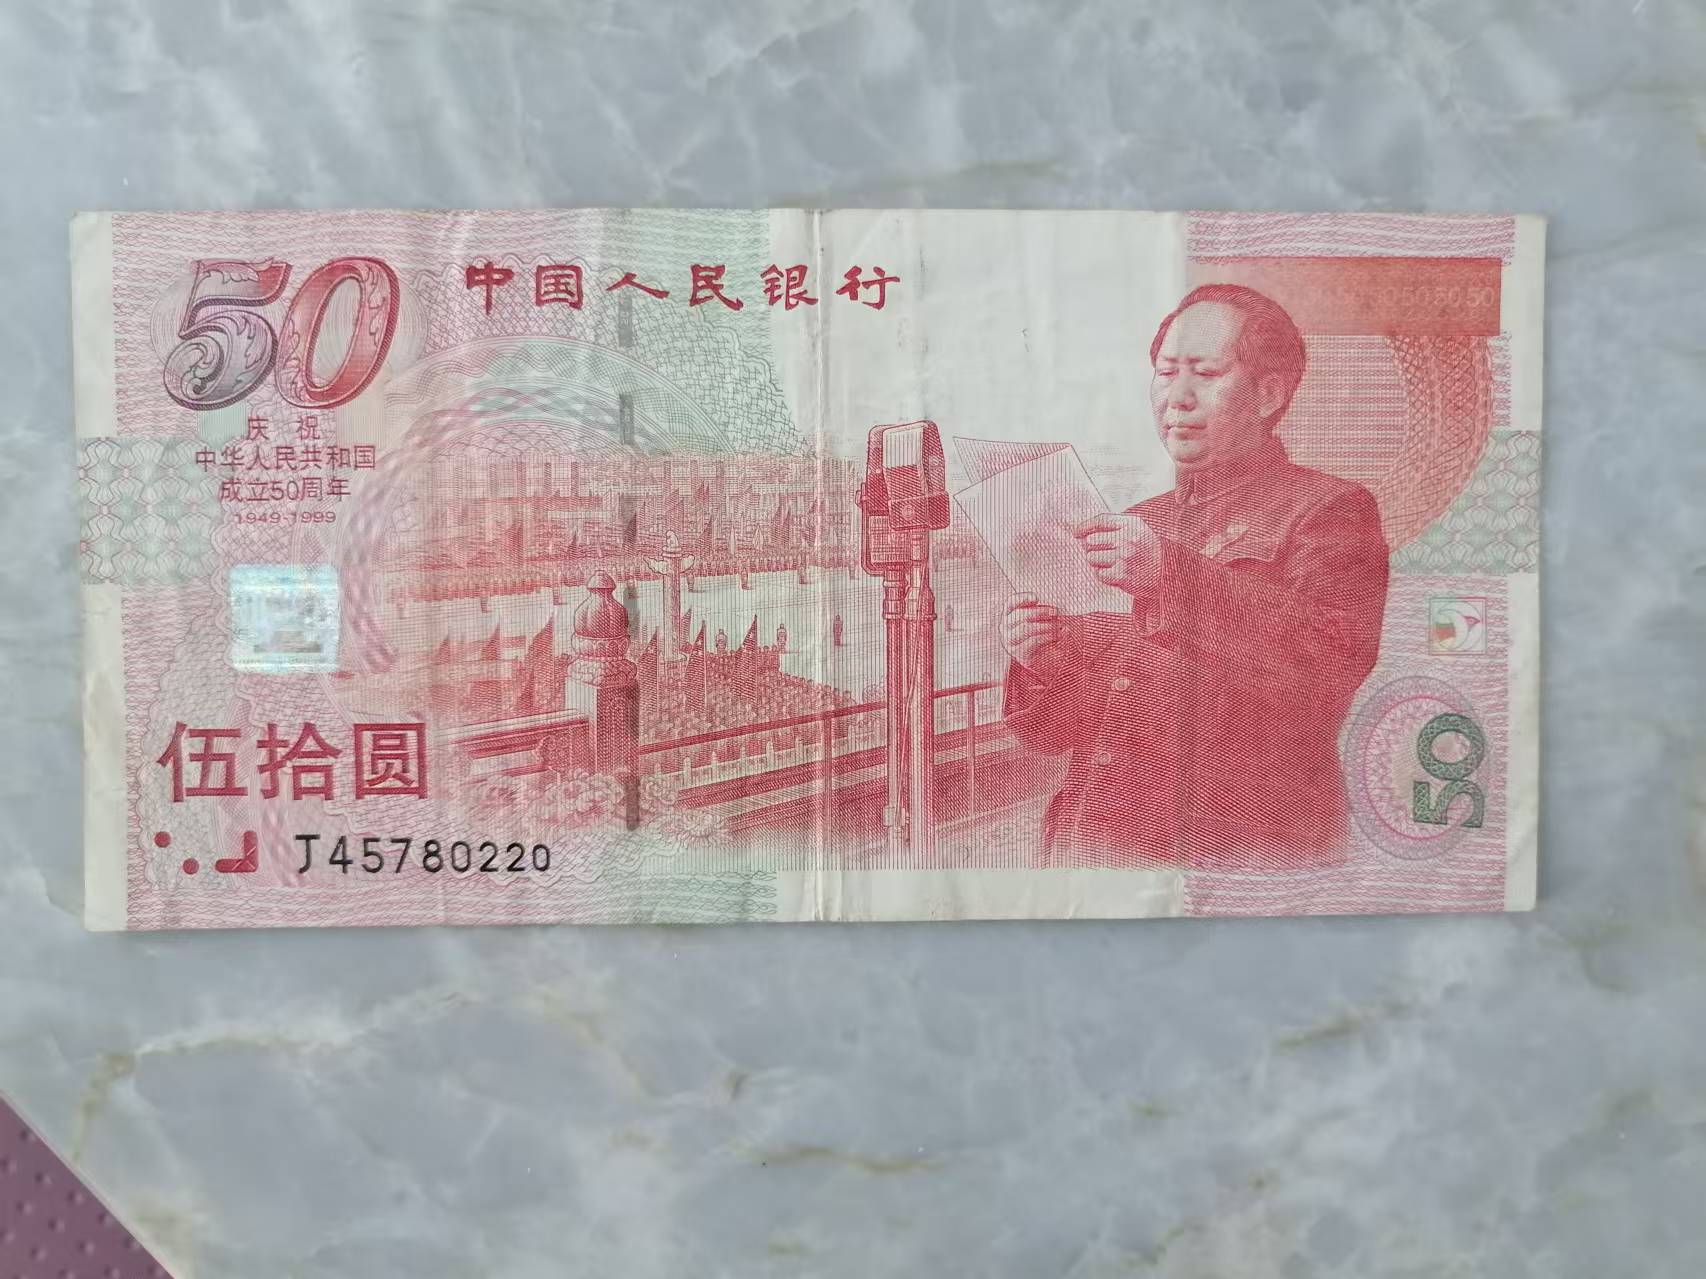 50
中国人民银行
庆祝
中华人民共和国
成立50周年
1949-1999
伍拾圆
J45780220
50